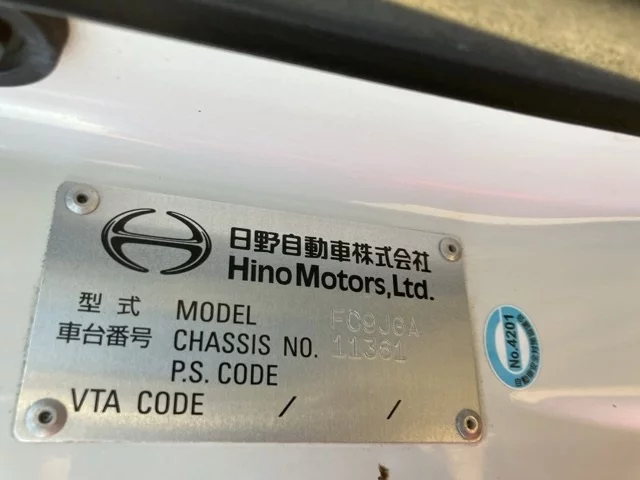 日野自動車株式会社
Hino Motors, Ltd.
型式 MODEL FC9JGA
車台番号 CHASSIS NO. 11361
P.S. CODE
VTA CODE / /
No.4201